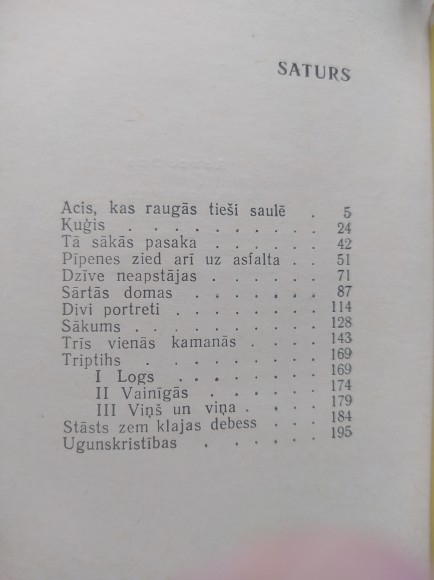 SATURS
Acis, kas raugās tieši saulē . 5
Kuģis . . . . . . . . . . 24
Tā sākās pasaka . . . . . . 42
Pīpenes zied arī uz asfalta . . 51
Dzīve neapstājas . . . . . . 71
Sārtās domas . . . . . . . 87
Divi portreti . . . . . . . . 114
Sākums . . . . . . . . . 128
Trīs vienās kamanās . . . . 143
Triptihs . . . . . . . . . 169
I Logs . . . . . . . 169
II Vainīgās . . . . . 174
III Viņš un viņa . . . . 179
Stāsts zem klajas debess . . . 184
Ugunskristības . . . . . . 195